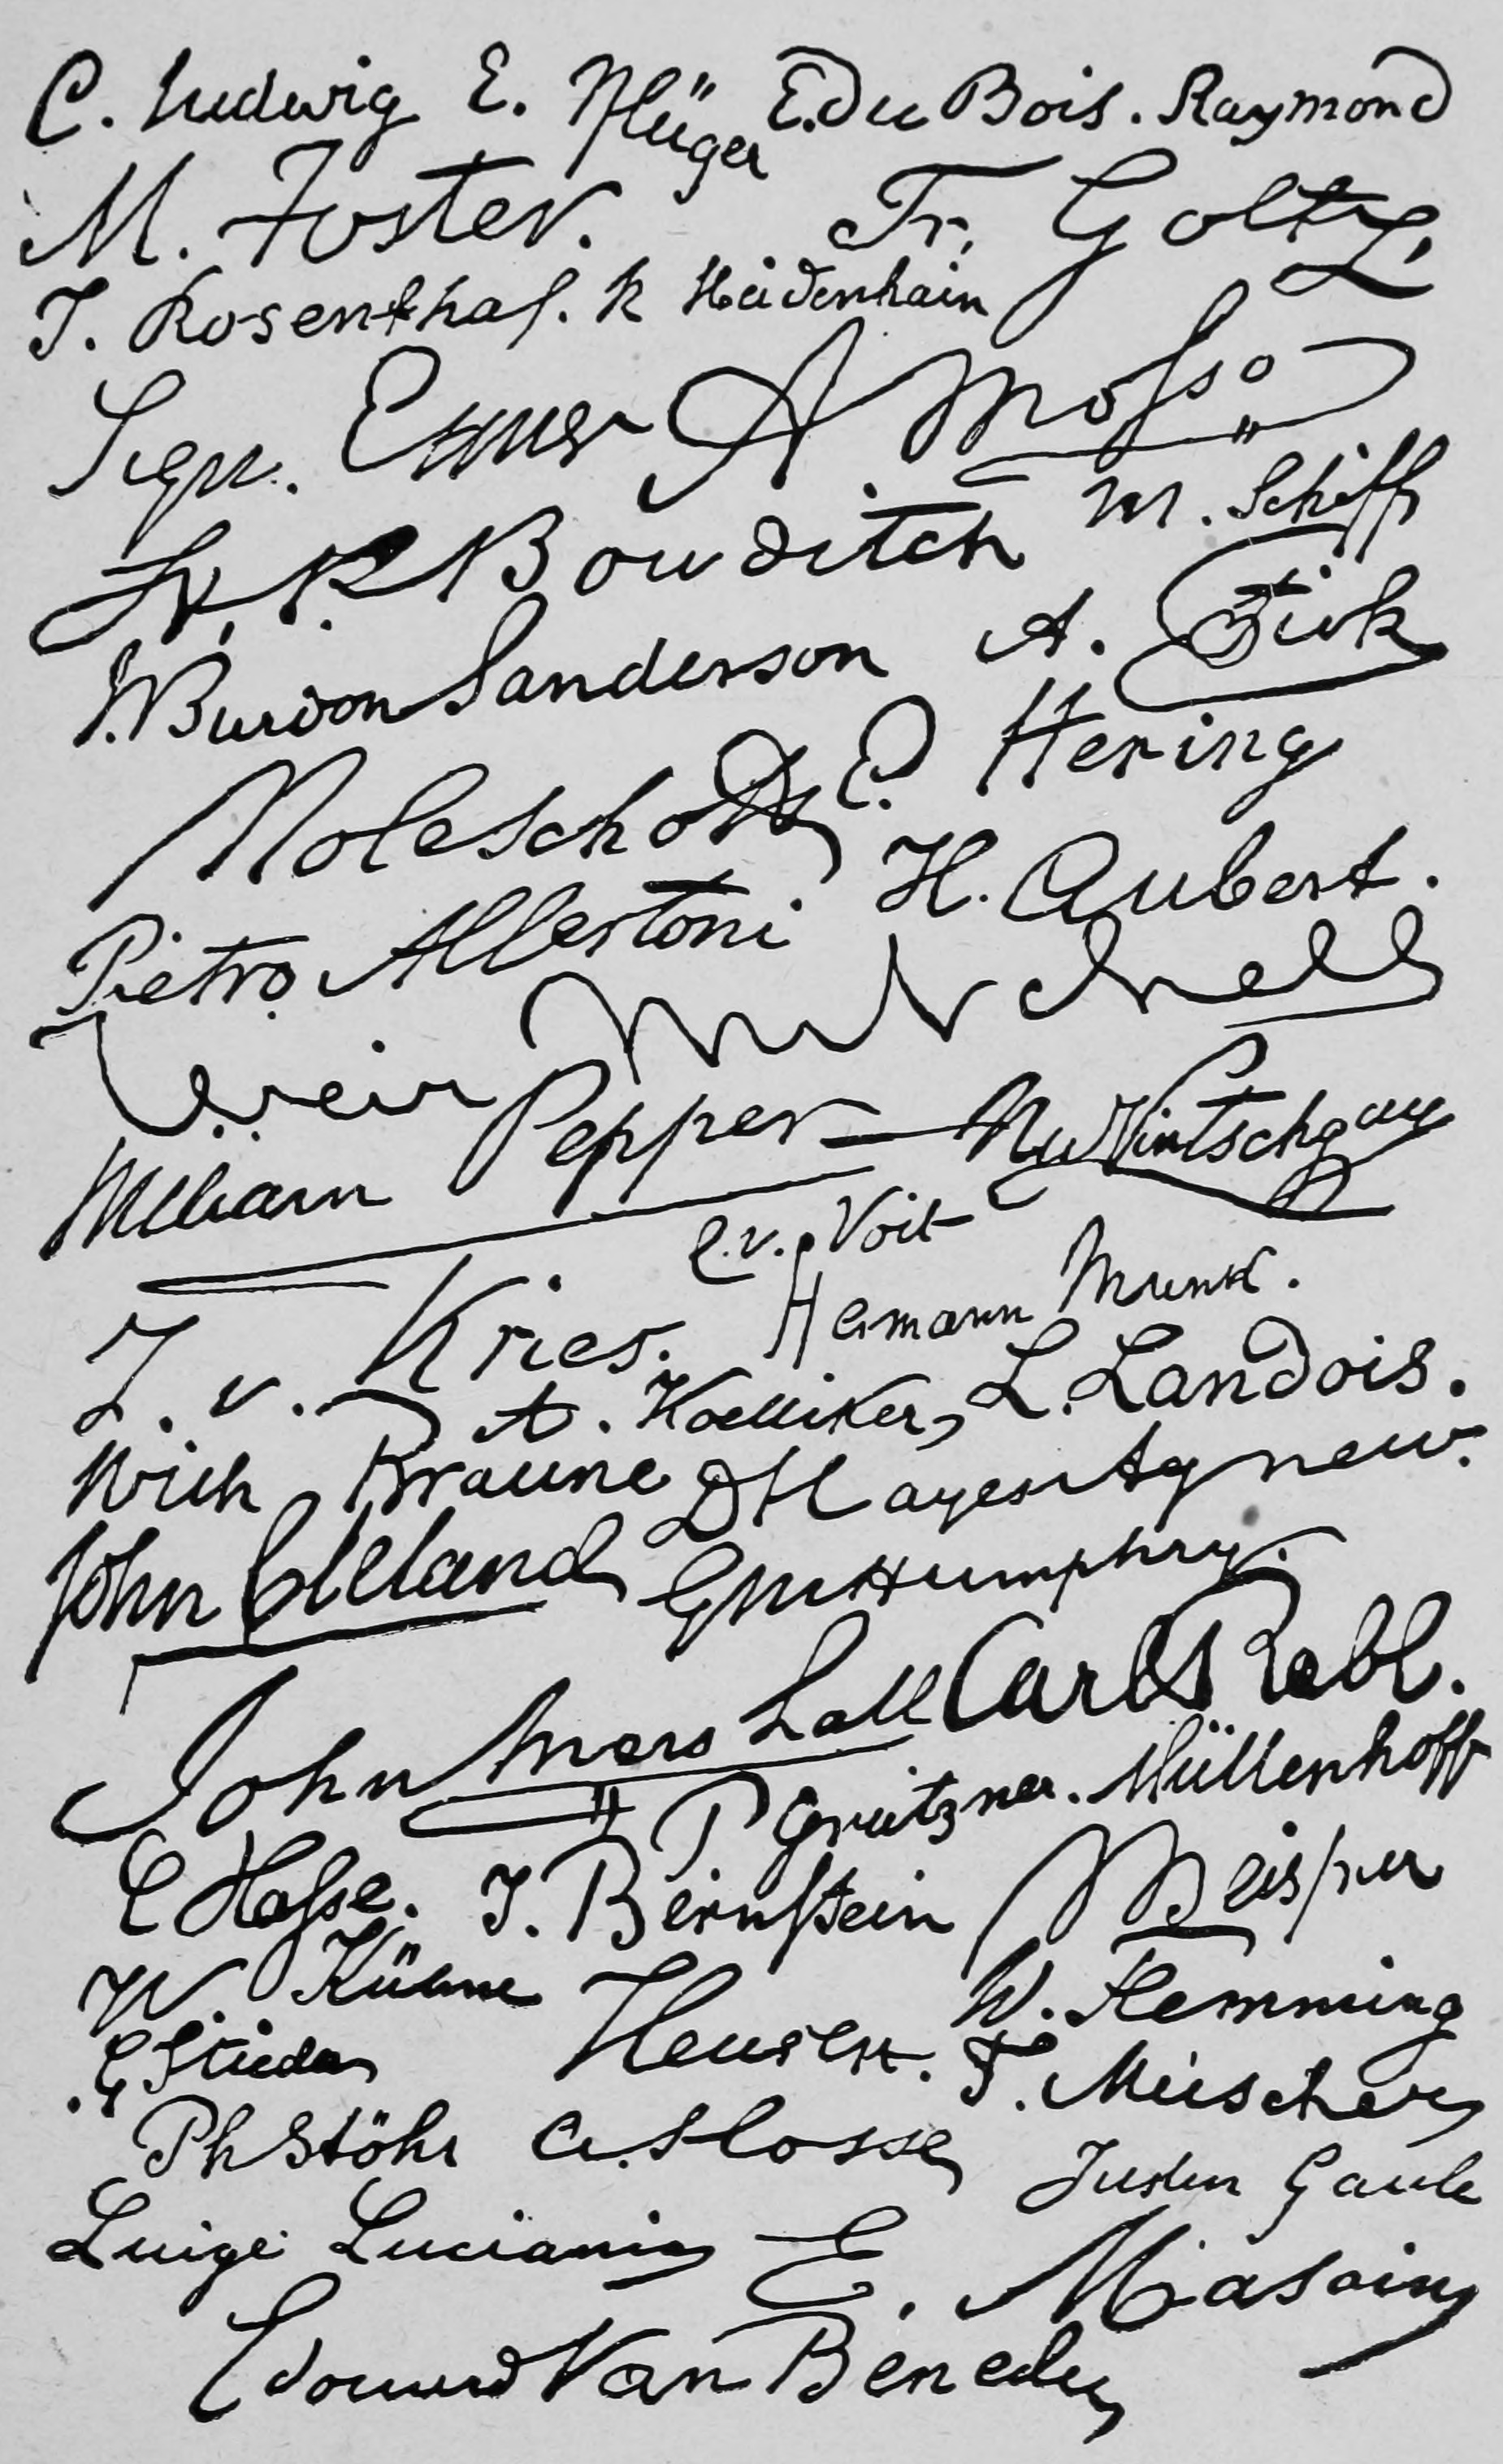 C. Ludwig E. Pflüger E. du Bois-Raymond
M. Foster. Fr. Goltz.
J. Rosenthal. R Heidenhain
Sigm. Exner A. Mosso
H. P. Bowditch M. Schiff
J. Burdon Sanderson A. Fick
Moleschott E. Hering
Pietro Albertoni H. Aubert.
Weir Mitchell
William Pepper M v Vintschgau
C. v. Voit
J. v. Kries. Hermann Munk.
A. Koelliker, L. Landois.
Wilh Braune D Hayes Agnew.
John Cleland G M Humphry.
John Marshall Carl Rabl.
P Grützner. Müllenhoff
C Hasse. J. Bernstein Meissner
W. Kühne Hensen. W. Flemming
L Stieda F. Miescher
Ph Stöhr A. Slosse Justus Gaule
Luigi Luciani E. Masoin
Edouard Van Beneden